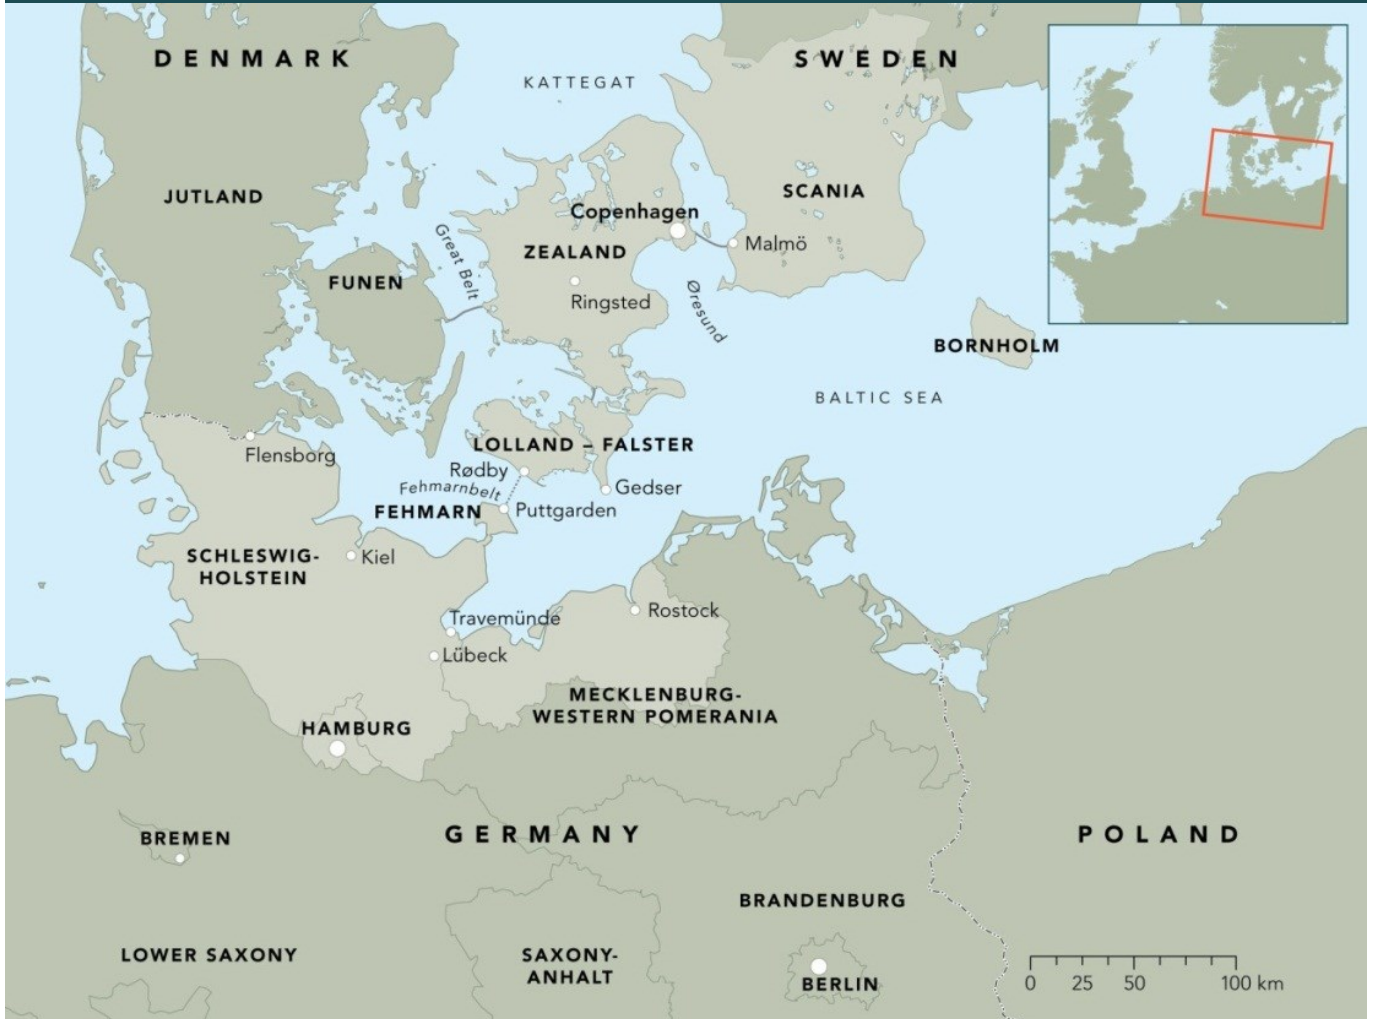 DENMARK
SWEDEN
KATTEGAT
JUTLAND
SCANIA
Copenhagen
Malmö
ZEALAND
Great Belt
FUNEN
Ringsted
Øresund
BORNHOLM
BALTIC SEA
LOLLAND – FALSTER
Flensborg
Rødby
Fehmarnbelt
Gedser
FEHMARN
Puttgarden
SCHLESWIG-
HOLSTEIN
Kiel
Travemünde
Rostock
Lübeck
MECKLENBURG-
WESTERN POMERANIA
HAMBURG
BREMEN
GERMANY
POLAND
BRANDENBURG
LOWER SAXONY
SAXONY-
ANHALT
BERLIN
0 25 50 100 km